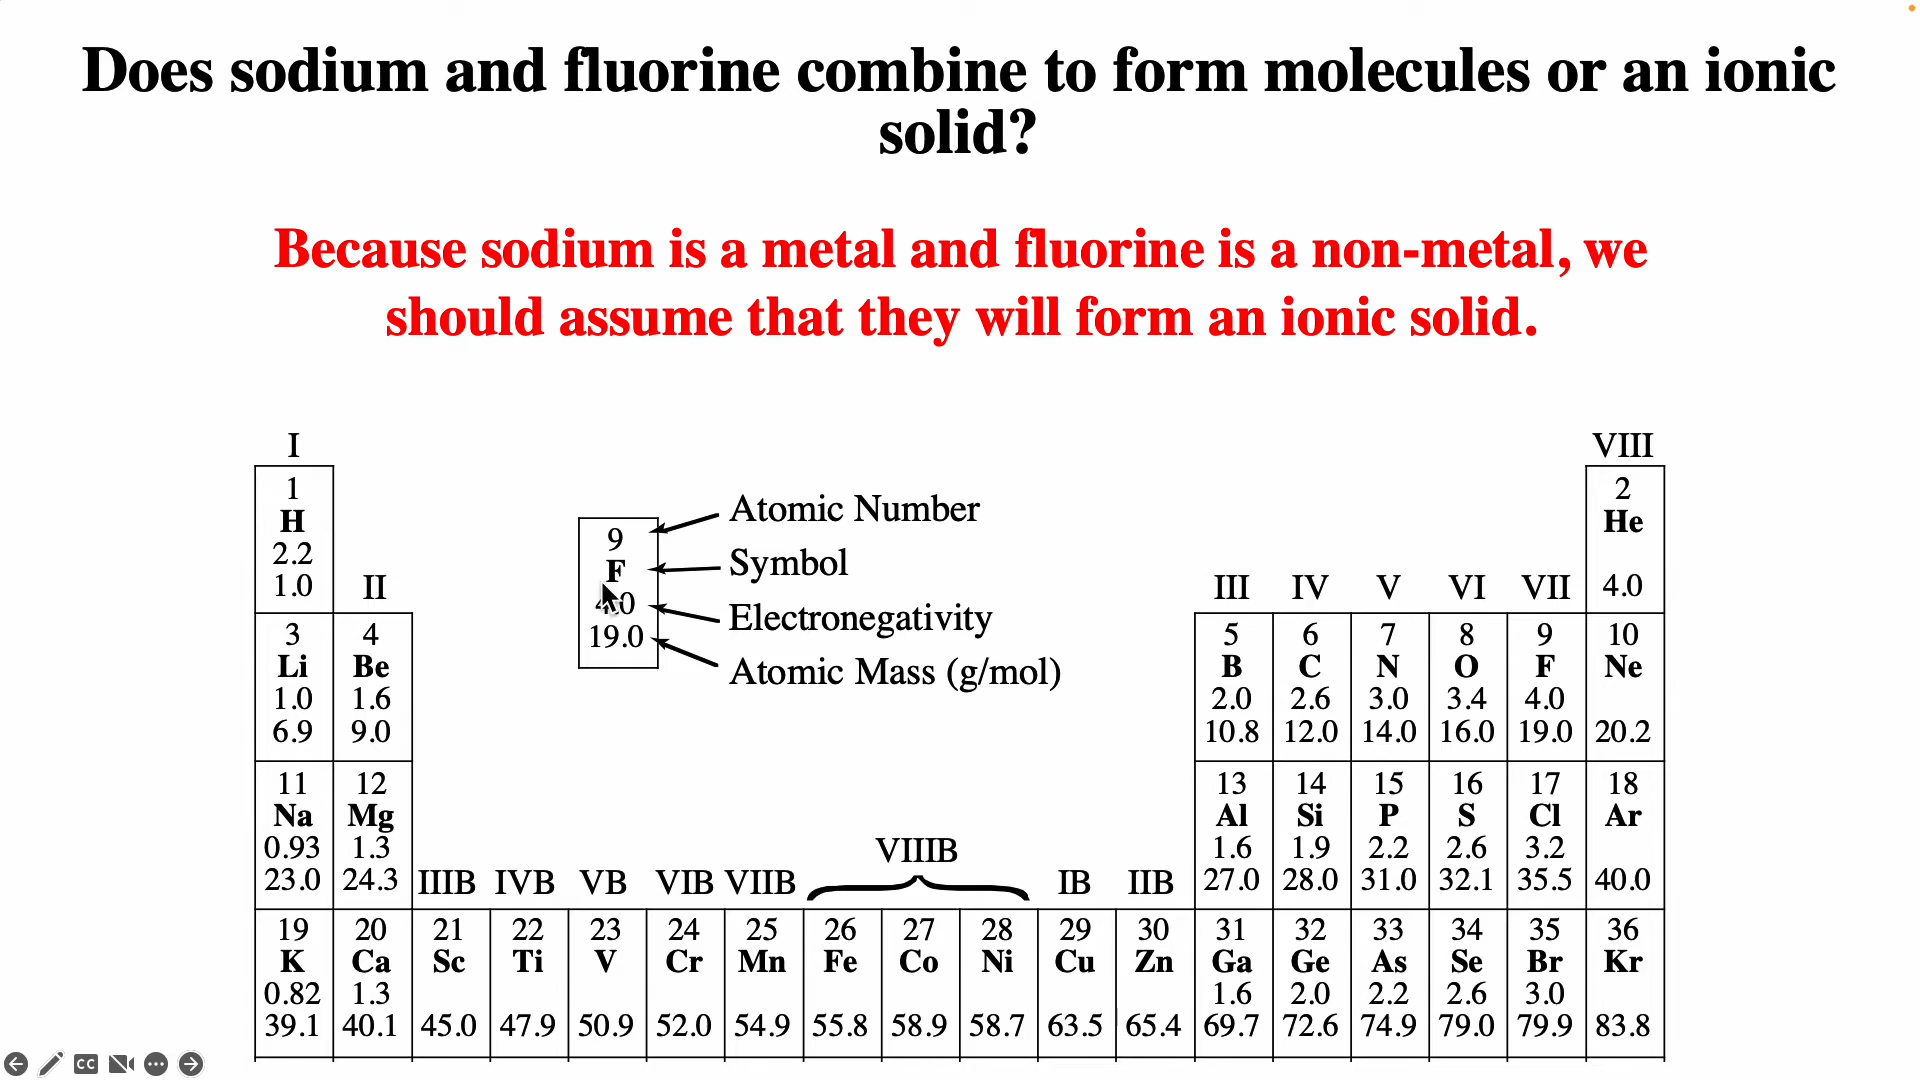 Does sodium and fluorine combine to form molecules or an ionic
solid?
Because sodium is a metal and fluorine is a non-metal, we
should assume that they will form an ionic solid.
I VIII
1 2
H He
2.2
1.0 4.0
II III IV V VI VII
9 Atomic Number
F Symbol
4.0 Electronegativity
19.0 Atomic Mass (g/mol)
3 4 5 6 7 8 9 10
Li Be B C N O F Ne
1.0 1.6 2.0 2.6 3.0 3.4 4.0
6.9 9.0 10.8 12.0 14.0 16.0 19.0 20.2
11 12 13 14 15 16 17 18
Na Mg Al Si P S Cl Ar
0.93 1.3 1.6 1.9 2.2 2.6 3.2
23.0 24.3 27.0 28.0 31.0 32.1 35.5 40.0
IIIB IVB VB VIB VIIB VIIIB IB IIB
19 20 21 22 23 24 25 26 27 28 29 30 31 32 33 34 35 36
K Ca Sc Ti V Cr Mn Fe Co Ni Cu Zn Ga Ge As Se Br Kr
0.82 1.3 1.6 2.0 2.2 2.6 3.0
39.1 40.1 45.0 47.9 50.9 52.0 54.9 55.8 58.9 58.7 63.5 65.4 69.7 72.6 74.9 79.0 79.9 83.8
CC